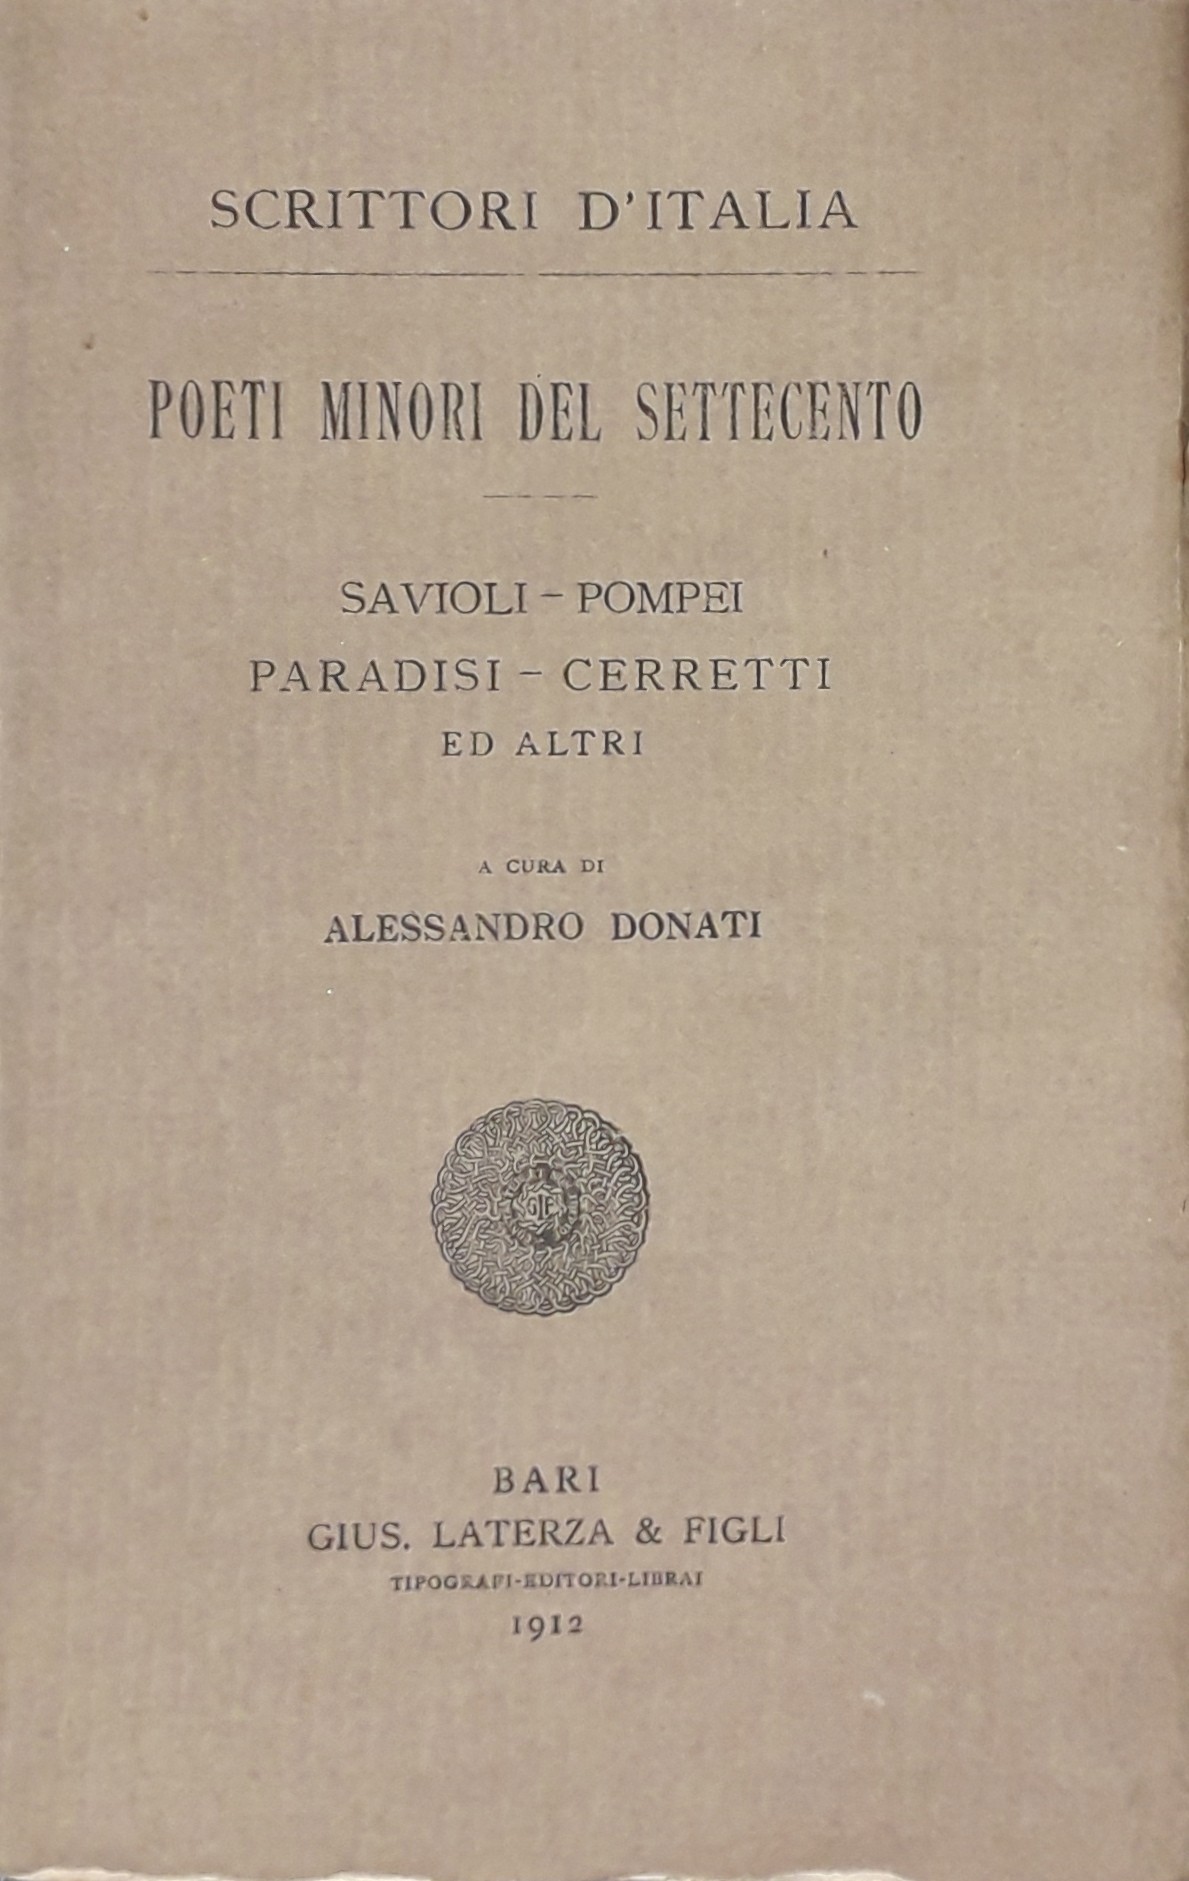 SCRITTORI D'ITALIA
POETI MINORI DEL SETTECENTO
SAVIOLI - POMPEI
PARADISI - CERRETTI
ED ALTRI
A CURA DI
ALESSANDRO DONATI
BARI
GIUS. LATERZA & FIGLI
TIPOGRAFI-EDITORI-LIBRAI
1912